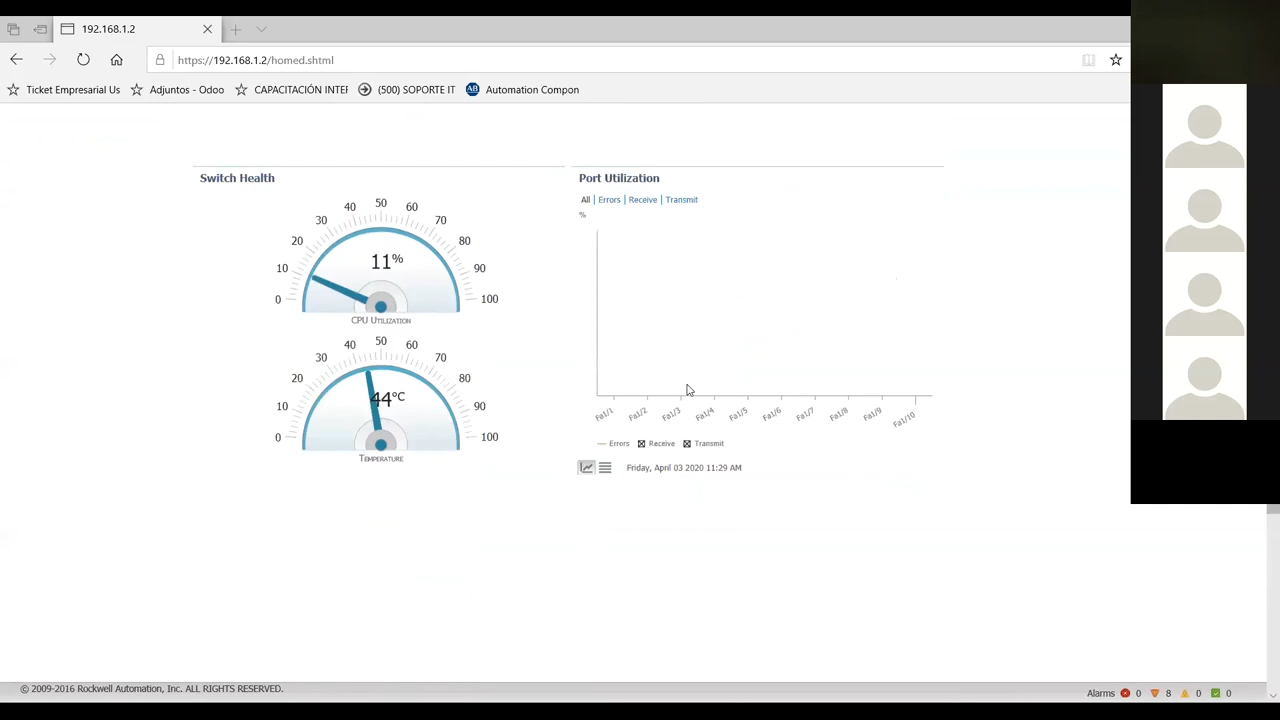 192.168.1.2
https://192.168.1.2/homed.shtml
Ticket Empresarial Us Adjuntos - Odoo CAPACITACIÓN INTEF (500) SOPORTE IT AB Automation Compon
Switch Health
0 10 20 30 40 50 60 70 80 90 100
11%
CPU UTILIZATION
0 10 20 30 40 50 60 70 80 90 100
44°C
TEMPERATURE
Port Utilization
All | Errors | Receive | Transmit
%
Fa1/1 Fa1/2 Fa1/3 Fa1/4 Fa1/5 Fa1/6 Fa1/7 Fa1/8 Fa1/9 Fa1/10
Errors Receive Transmit
Friday, April 03 2020 11:29 AM
© 2009-2016 Rockwell Automation, Inc. ALL RIGHTS RESERVED.
Alarms 0 8 0 0